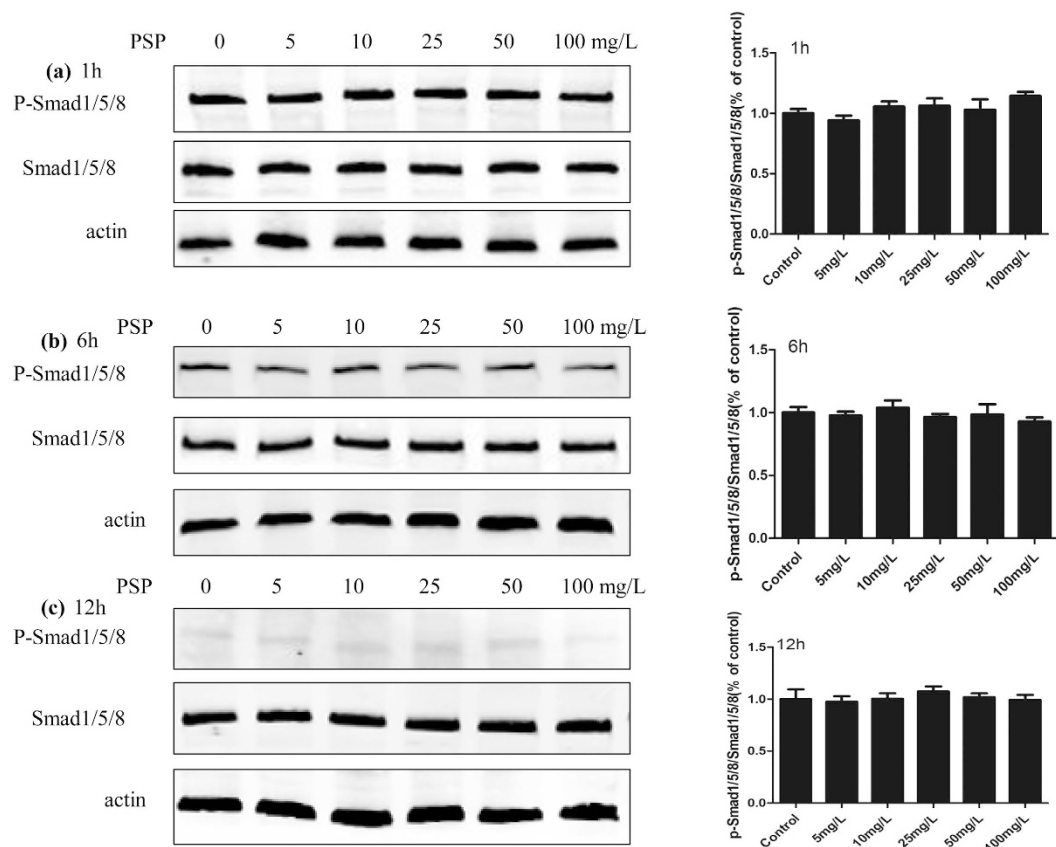 PSP 0 5 10 25 50 100 mg/L
(a) 1h
P-Smad1/5/8
Smad1/5/8
actin
p-Smad1/5/8/Smad1/5/8(% of control)
1h
1.5
1.0
0.5
0.0
Control 5mg/L 10mg/L 25mg/L 50mg/L 100mg/L
PSP 0 5 10 25 50 100 mg/L
(b) 6h
P-Smad1/5/8
Smad1/5/8
actin
p-Smad1/5/8/Smad1/5/8(% of control)
6h
1.5
1.0
0.5
0.0
Control 5mg/L 10mg/L 25mg/L 50mg/L 100mg/L
PSP 0 5 10 25 50 100 mg/L
(c) 12h
P-Smad1/5/8
Smad1/5/8
actin
p-Smad1/5/8/Smad1/5/8(% of control)
12h
1.5
1.0
0.5
0.0
Control 5mg/L 10mg/L 25mg/L 50mg/L 100mg/L